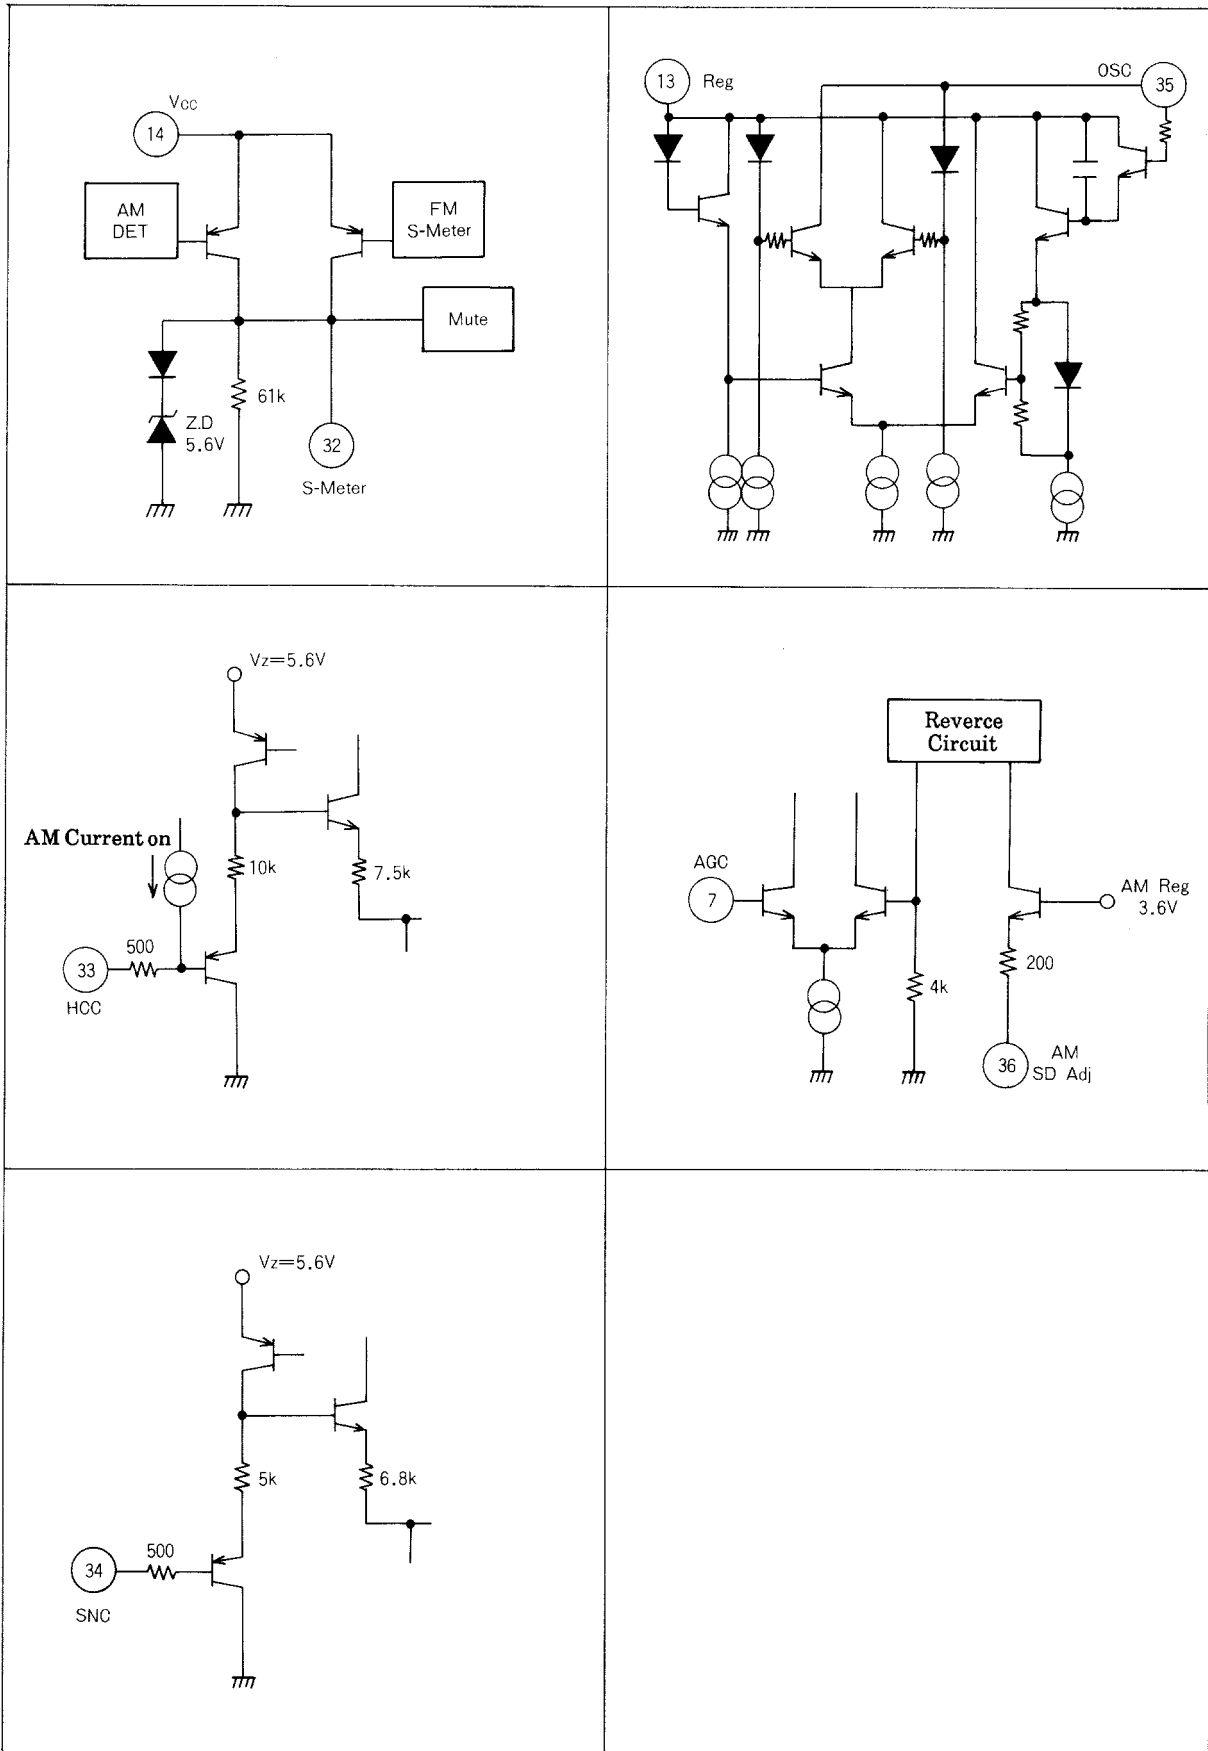 Vcc
14
AM
DET
FM
S-Meter
Mute
61k
Z.D
5.6V
32
S-Meter
13 Reg
OSC
35
Vz=5.6V
AM Current on
10k
7.5k
500
33
HCC
Reverce
Circuit
AGC
7
AM Reg
3.6V
200
4k
36
AM
SD Adj
Vz=5.6V
5k
6.8k
500
34
SNC